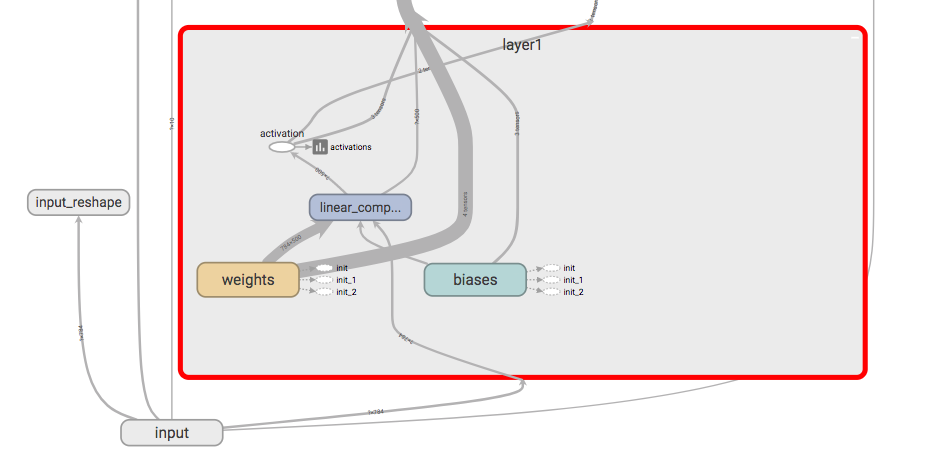 layer1
3 tensors
?×500
3 tensors
?×10
activation
activations
input_reshape
linear_comp...
4 tensors
784×500
weights
init
init_1
init_2
biases
init
init_1
init_2
?×784
?×784
?×784
input